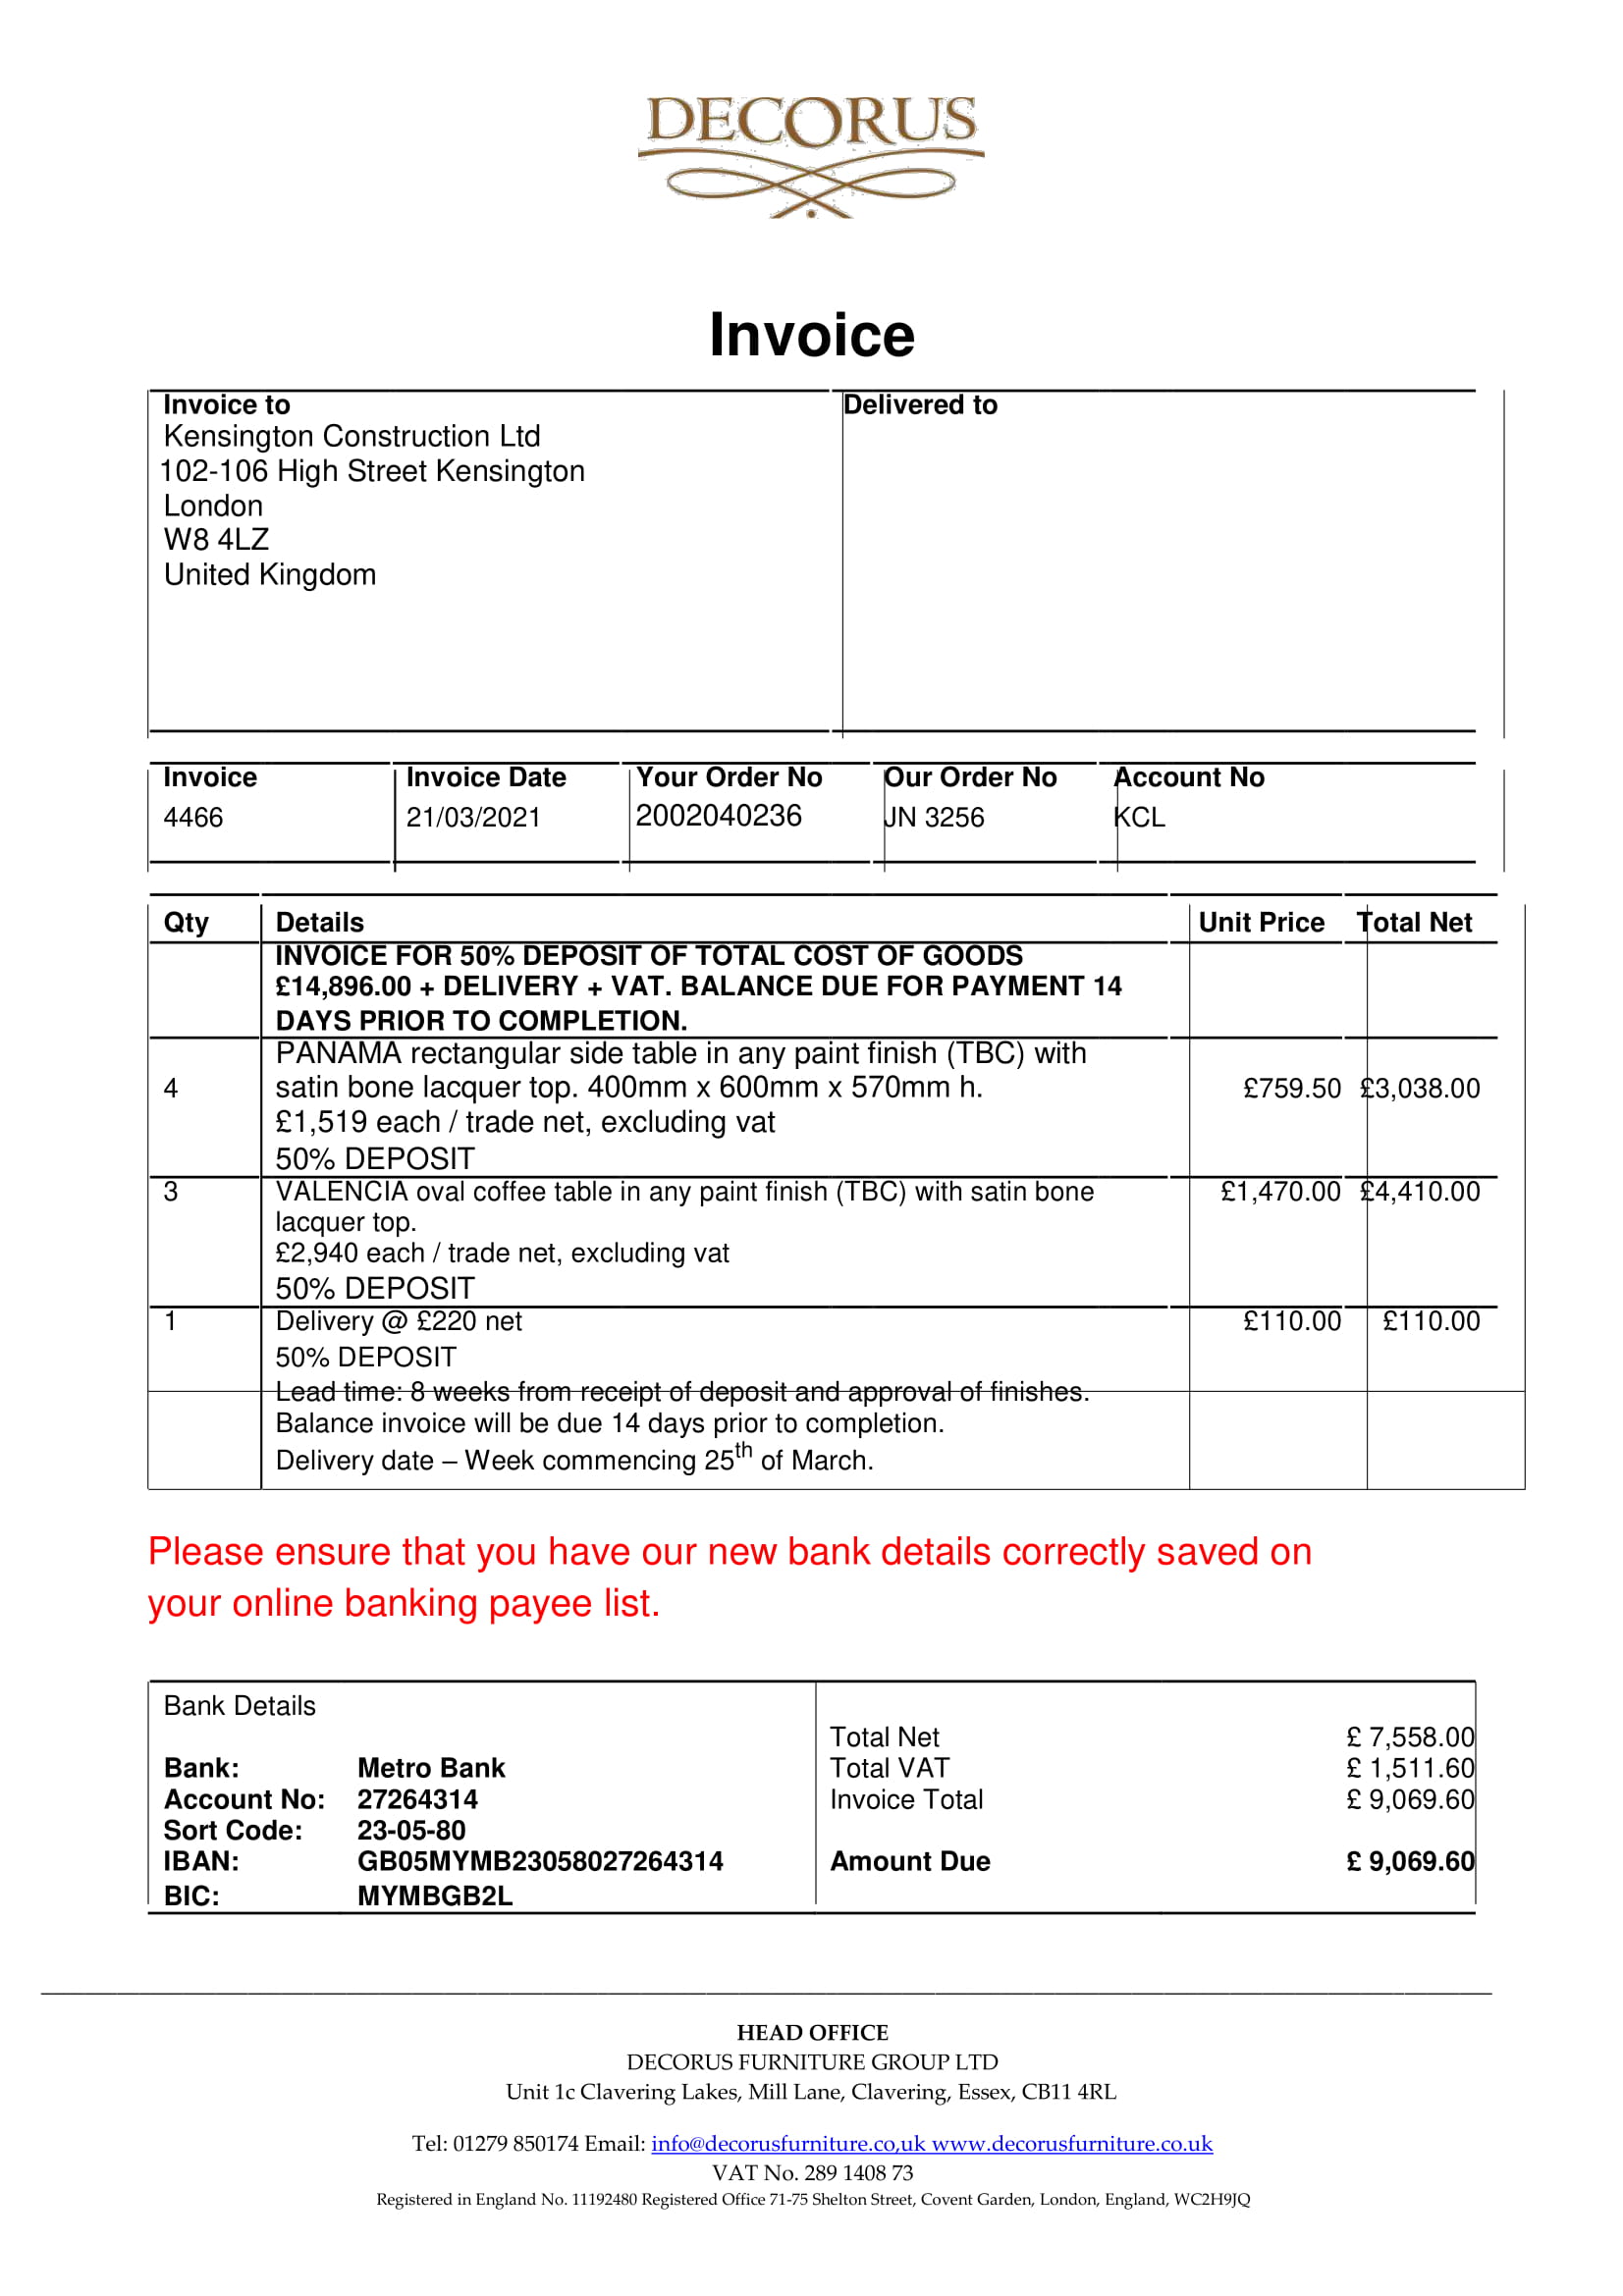 DECORUS
Invoice
Invoice to
Delivered to
Kensington Construction Ltd
102-106 High Street Kensington
London
W8 4LZ
United Kingdom
Invoice Invoice Date Your Order No Our Order No Account No
4466 21/03/2021 2002040236 JN 3256 KCL
Qty Details Unit Price Total Net
INVOICE FOR 50% DEPOSIT OF TOTAL COST OF GOODS
£14,896.00 + DELIVERY + VAT. BALANCE DUE FOR PAYMENT 14
DAYS PRIOR TO COMPLETION.
PANAMA rectangular side table in any paint finish (TBC) with
4 satin bone lacquer top. 400mm x 600mm x 570mm h. £759.50 £3,038.00
£1,519 each / trade net, excluding vat
50% DEPOSIT
3 VALENCIA oval coffee table in any paint finish (TBC) with satin bone £1,470.00 £4,410.00
lacquer top.
£2,940 each / trade net, excluding vat
50% DEPOSIT
1 Delivery @ £220 net £110.00 £110.00
50% DEPOSIT
Lead time: 8 weeks from receipt of deposit and approval of finishes.
Balance invoice will be due 14 days prior to completion.
Delivery date – Week commencing 25th of March.
Please ensure that you have our new bank details correctly saved on
your online banking payee list.
Bank Details
Total Net £ 7,558.00
Bank: Metro Bank Total VAT £ 1,511.60
Account No: 27264314 Invoice Total £ 9,069.60
Sort Code: 23-05-80
IBAN: GB05MYMB23058027264314 Amount Due £ 9,069.60
BIC: MYMBGB2L
HEAD OFFICE
DECORUS FURNITURE GROUP LTD
Unit 1c Clavering Lakes, Mill Lane, Clavering, Essex, CB11 4RL
Tel: 01279 850174 Email: info@decorusfurniture.co,uk www.decorusfurniture.co.uk
VAT No. 289 1408 73
Registered in England No. 11192480 Registered Office 71-75 Shelton Street, Covent Garden, London, England, WC2H9JQ